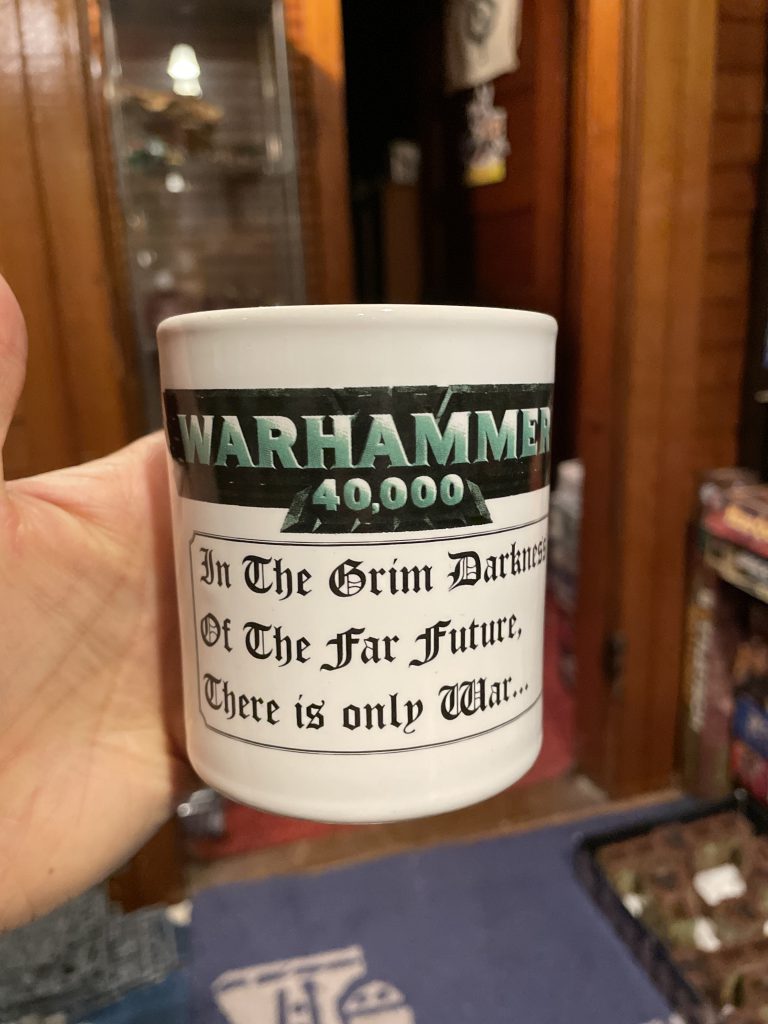 WARHAMMER
40,000
In The Grim Darkness
Of The Far Future,
There is only War...